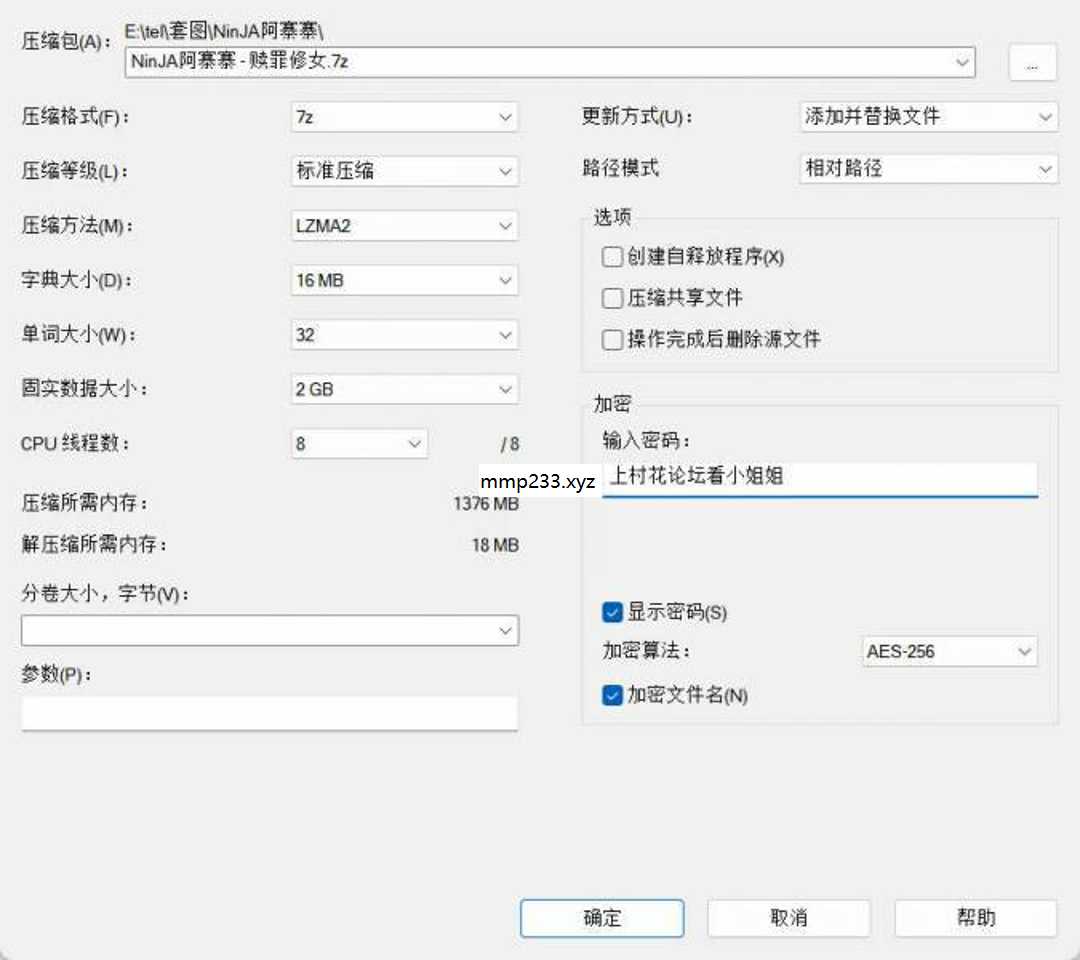 压缩包(A)：
E:\tel\套图\NinJA阿寨寨\
NinJA阿寨寨 - 赎罪修女.7z
...
压缩格式(F)：
7z
更新方式(U)：
添加并替换文件
压缩等级(L)：
标准压缩
路径模式
相对路径
压缩方法(M)：
LZMA2
选项
创建自释放程序(X)
字典大小(D)：
16 MB
压缩共享文件
单词大小(W)：
32
操作完成后删除源文件
固实数据大小：
2 GB
加密
CPU 线程数：
8
/ 8
输入密码：
mmp233.xyz
上村花论坛看小姐姐
压缩所需内存：
1376 MB
解压缩所需内存：
18 MB
分卷大小，字节(V)：
显示密码(S)
加密算法：
AES-256
参数(P)：
加密文件名(N)
确定
取消
帮助